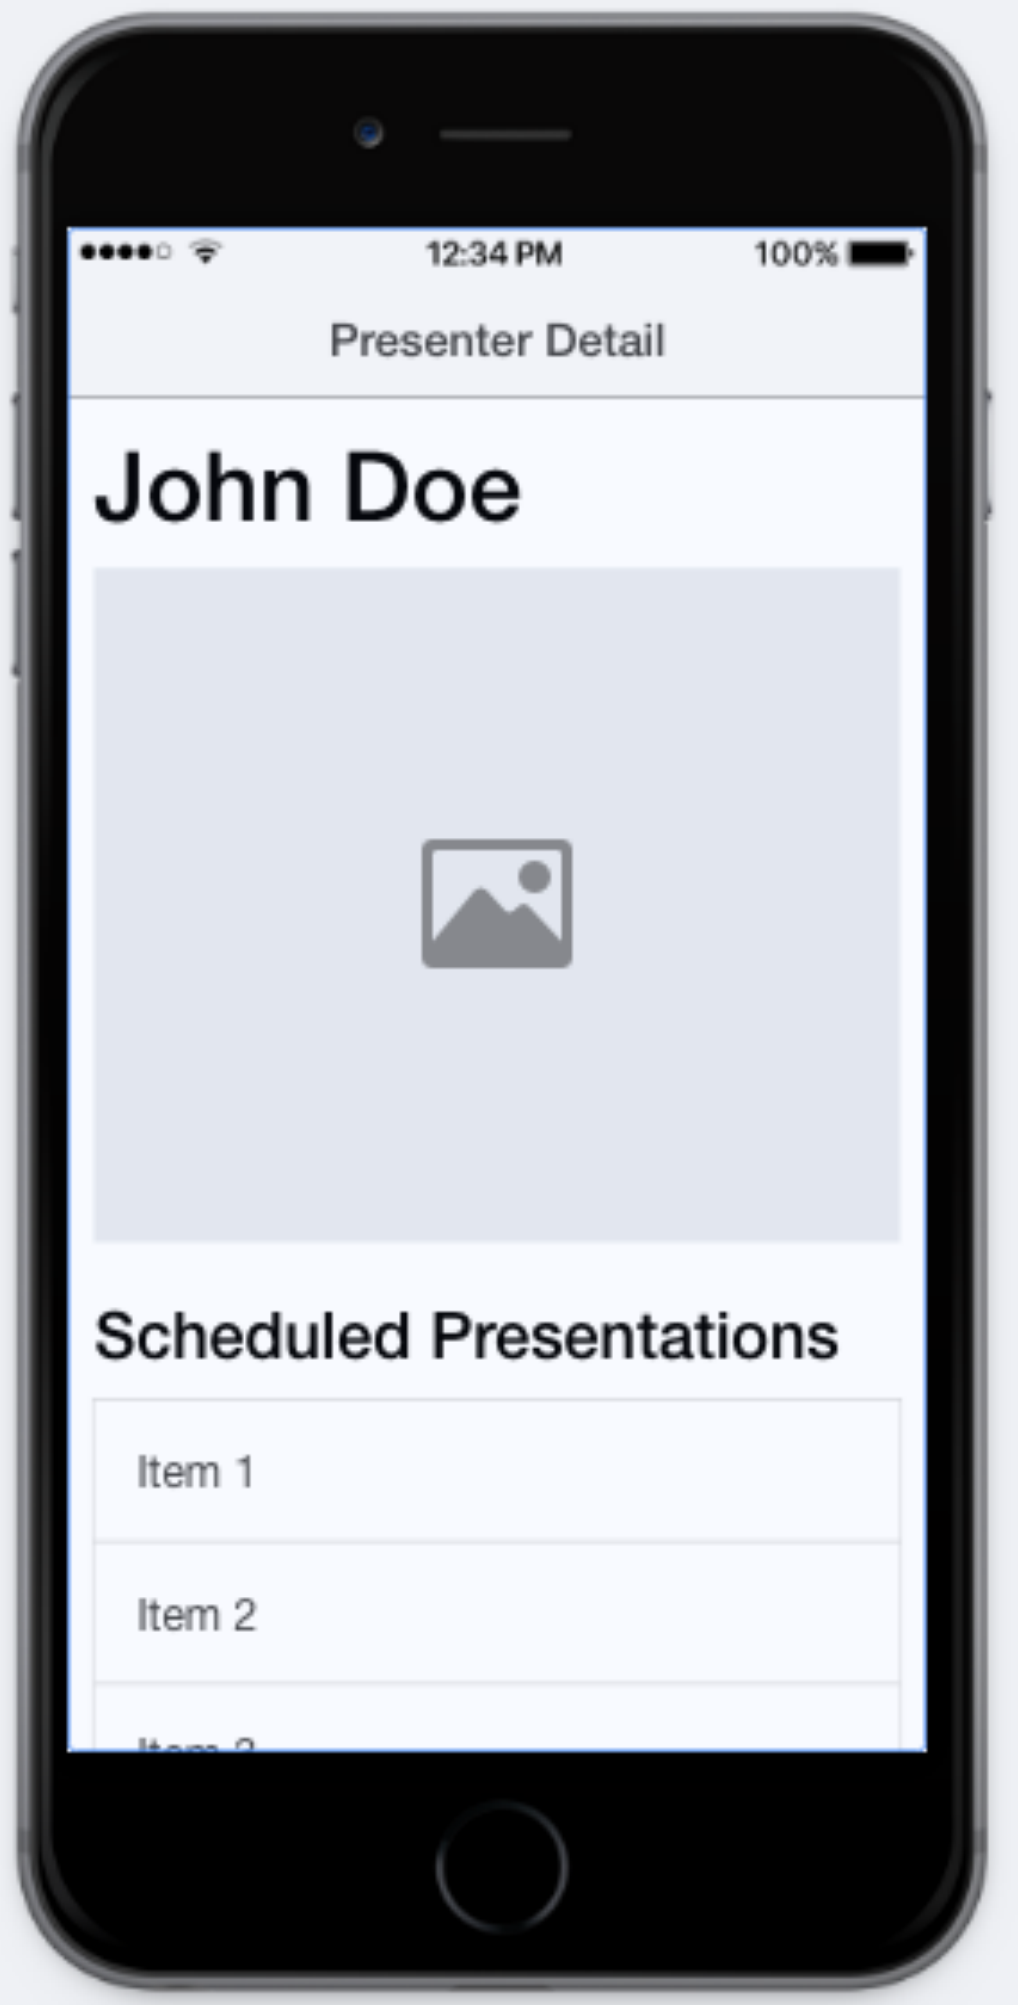 12:34 PM 100%
Presenter Detail
John Doe
Scheduled Presentations
Item 1
Item 2